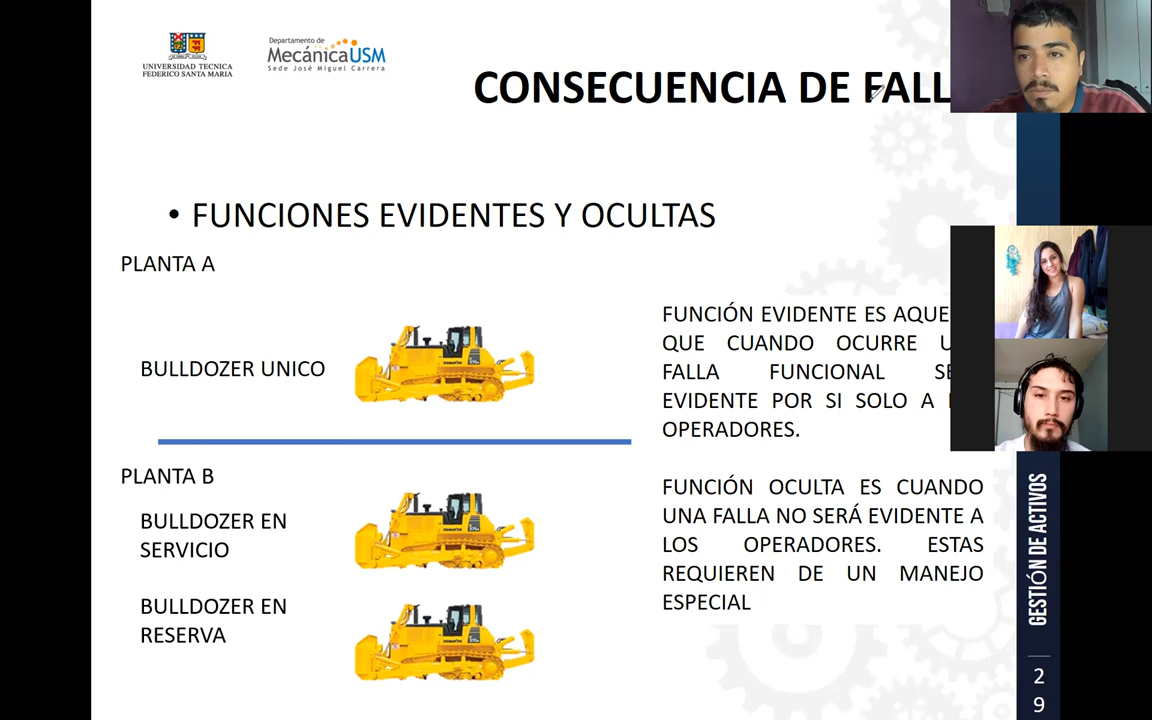 UNIVERSIDAD TECNICA
FEDERICO SANTA MARIA
Departamento de
MecánicaUSM
Sede José Miguel Carrera
CONSECUENCIA DE FALL
• FUNCIONES EVIDENTES Y OCULTAS
PLANTA A
BULLDOZER UNICO
PLANTA B
BULLDOZER EN
SERVICIO
BULLDOZER EN
RESERVA
FUNCIÓN EVIDENTE ES AQUE
QUE CUANDO OCURRE U
FALLA FUNCIONAL SE
EVIDENTE POR SI SOLO A
OPERADORES.
FUNCIÓN OCULTA ES CUANDO
UNA FALLA NO SERÁ EVIDENTE A
LOS OPERADORES. ESTAS
REQUIEREN DE UN MANEJO
ESPECIAL
GESTIÓN DE ACTIVOS
2
9